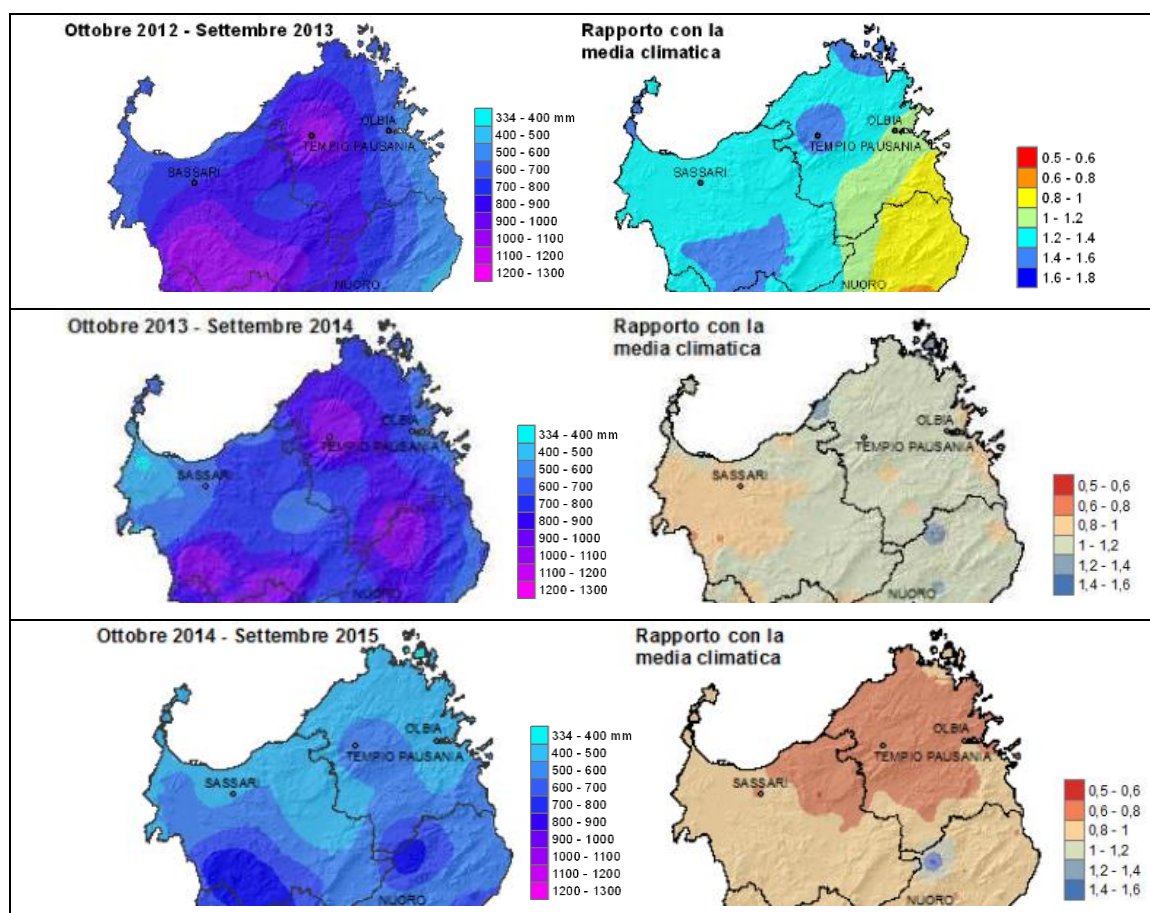 Ottobre 2012 - Settembre 2013
Rapporto con la
media climatica
OLBIA
TEMPIO PAUSANIA
SASSARI
NUORO
334 - 400 mm
400 - 500
500 - 600
600 - 700
700 - 800
800 - 900
900 - 1000
1000 - 1100
1100 - 1200
1200 - 1300
OLBIA
TEMPIO PAUSANIA
SASSARI
NUORO
0.5 - 0.6
0.6 - 0.8
0.8 - 1
1 - 1.2
1.2 - 1.4
1.4 - 1.6
1.6 - 1.8
Ottobre 2013 - Settembre 2014
Rapporto con la
media climatica
OLBIA
TEMPIO PAUSANIA
SASSARI
NUORO
334 - 400 mm
400 - 500
500 - 600
600 - 700
700 - 800
800 - 900
900 - 1000
1000 - 1100
1100 - 1200
1200 - 1300
OLBIA
TEMPIO PAUSANIA
SASSARI
NUORO
0,5 - 0,6
0,6 - 0,8
0,8 - 1
1 - 1,2
1,2 - 1,4
1,4 - 1,6
Ottobre 2014 - Settembre 2015
Rapporto con la
media climatica
OLBIA
TEMPIO PAUSANIA
SASSARI
NUORO
334 - 400 mm
400 - 500
500 - 600
600 - 700
700 - 800
800 - 900
900 - 1000
1000 - 1100
1100 - 1200
1200 - 1300
OLBIA
TEMPIO PAUSANIA
SASSARI
NUORO
0,5 - 0,6
0,6 - 0,8
0,8 - 1
1 - 1,2
1,2 - 1,4
1,4 - 1,6